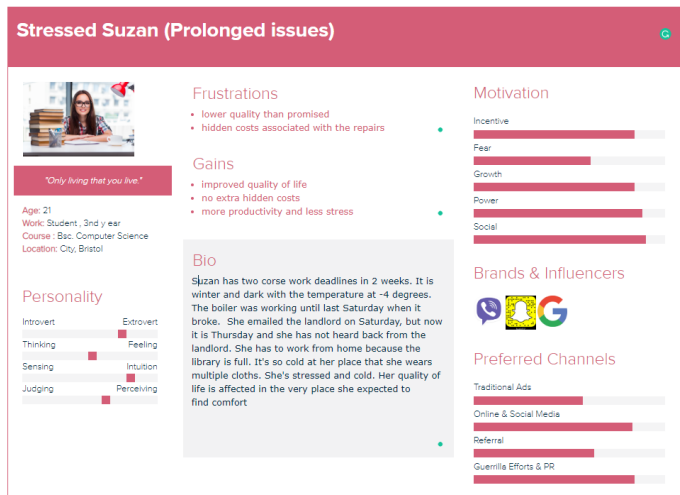 Stressed Suzan (Prolonged issues)
"Only living that you live."
Age: 21
Work: Student , 3nd y ear
Course : Bsc. Computer Science
Location: City, Bristol
Personality
Introvert Extrovert
Thinking Feeling
Sensing Intuition
Judging Perceiving
Frustrations
lower quality than promised
hidden costs associated with the repairs
Gains
improved quality of life
no extra hidden costs
more productivity and less stress
Bio
Suzan has two corse work deadlines in 2 weeks. It is
winter and dark with the temperature at -4 degrees.
The boiler was working until last Saturday when it
broke. She emailed the landlord on Saturday, but now
it is Thursday and she has not heard back from the
landlord. She has to work from home because the
library is full. It's so cold at her place that she wears
multiple cloths. She's stressed and cold. Her quality of
life is affected in the very place she expected to
find comfort
Motivation
Incentive
Fear
Growth
Power
Social
Brands & Influencers
Preferred Channels
Traditional Ads
Online & Social Media
Referral
Guerrilla Efforts & PR